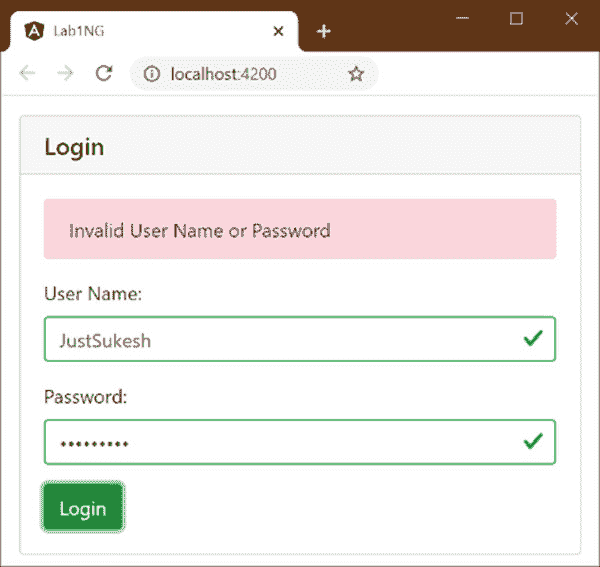 Lab1NG
localhost:4200
Login
Invalid User Name or Password
User Name:
JustSukesh
Password:
•••••••••
Login